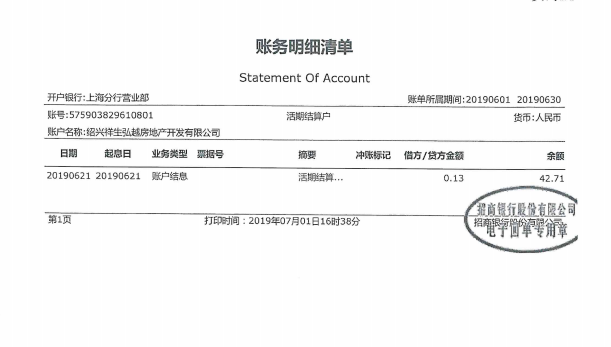 账务明细清单
Statement Of Account
开户银行:上海分行营业部 账单所属期间:20190601 20190630
账号:575903829610801 活期结算户 货币:人民币
账户名称:绍兴祥生弘越房地产开发有限公司
日期 起息日 业务类型 票据号 摘要 冲账标记 借方/贷方金额 余额
20190621 20190621 账户结息 活期结算... 0.13 42.71
第1页 打印时间：2019年07月01日16时38分 招商银行股份有限公司
招商银行股份有限公司
电子回单专用章